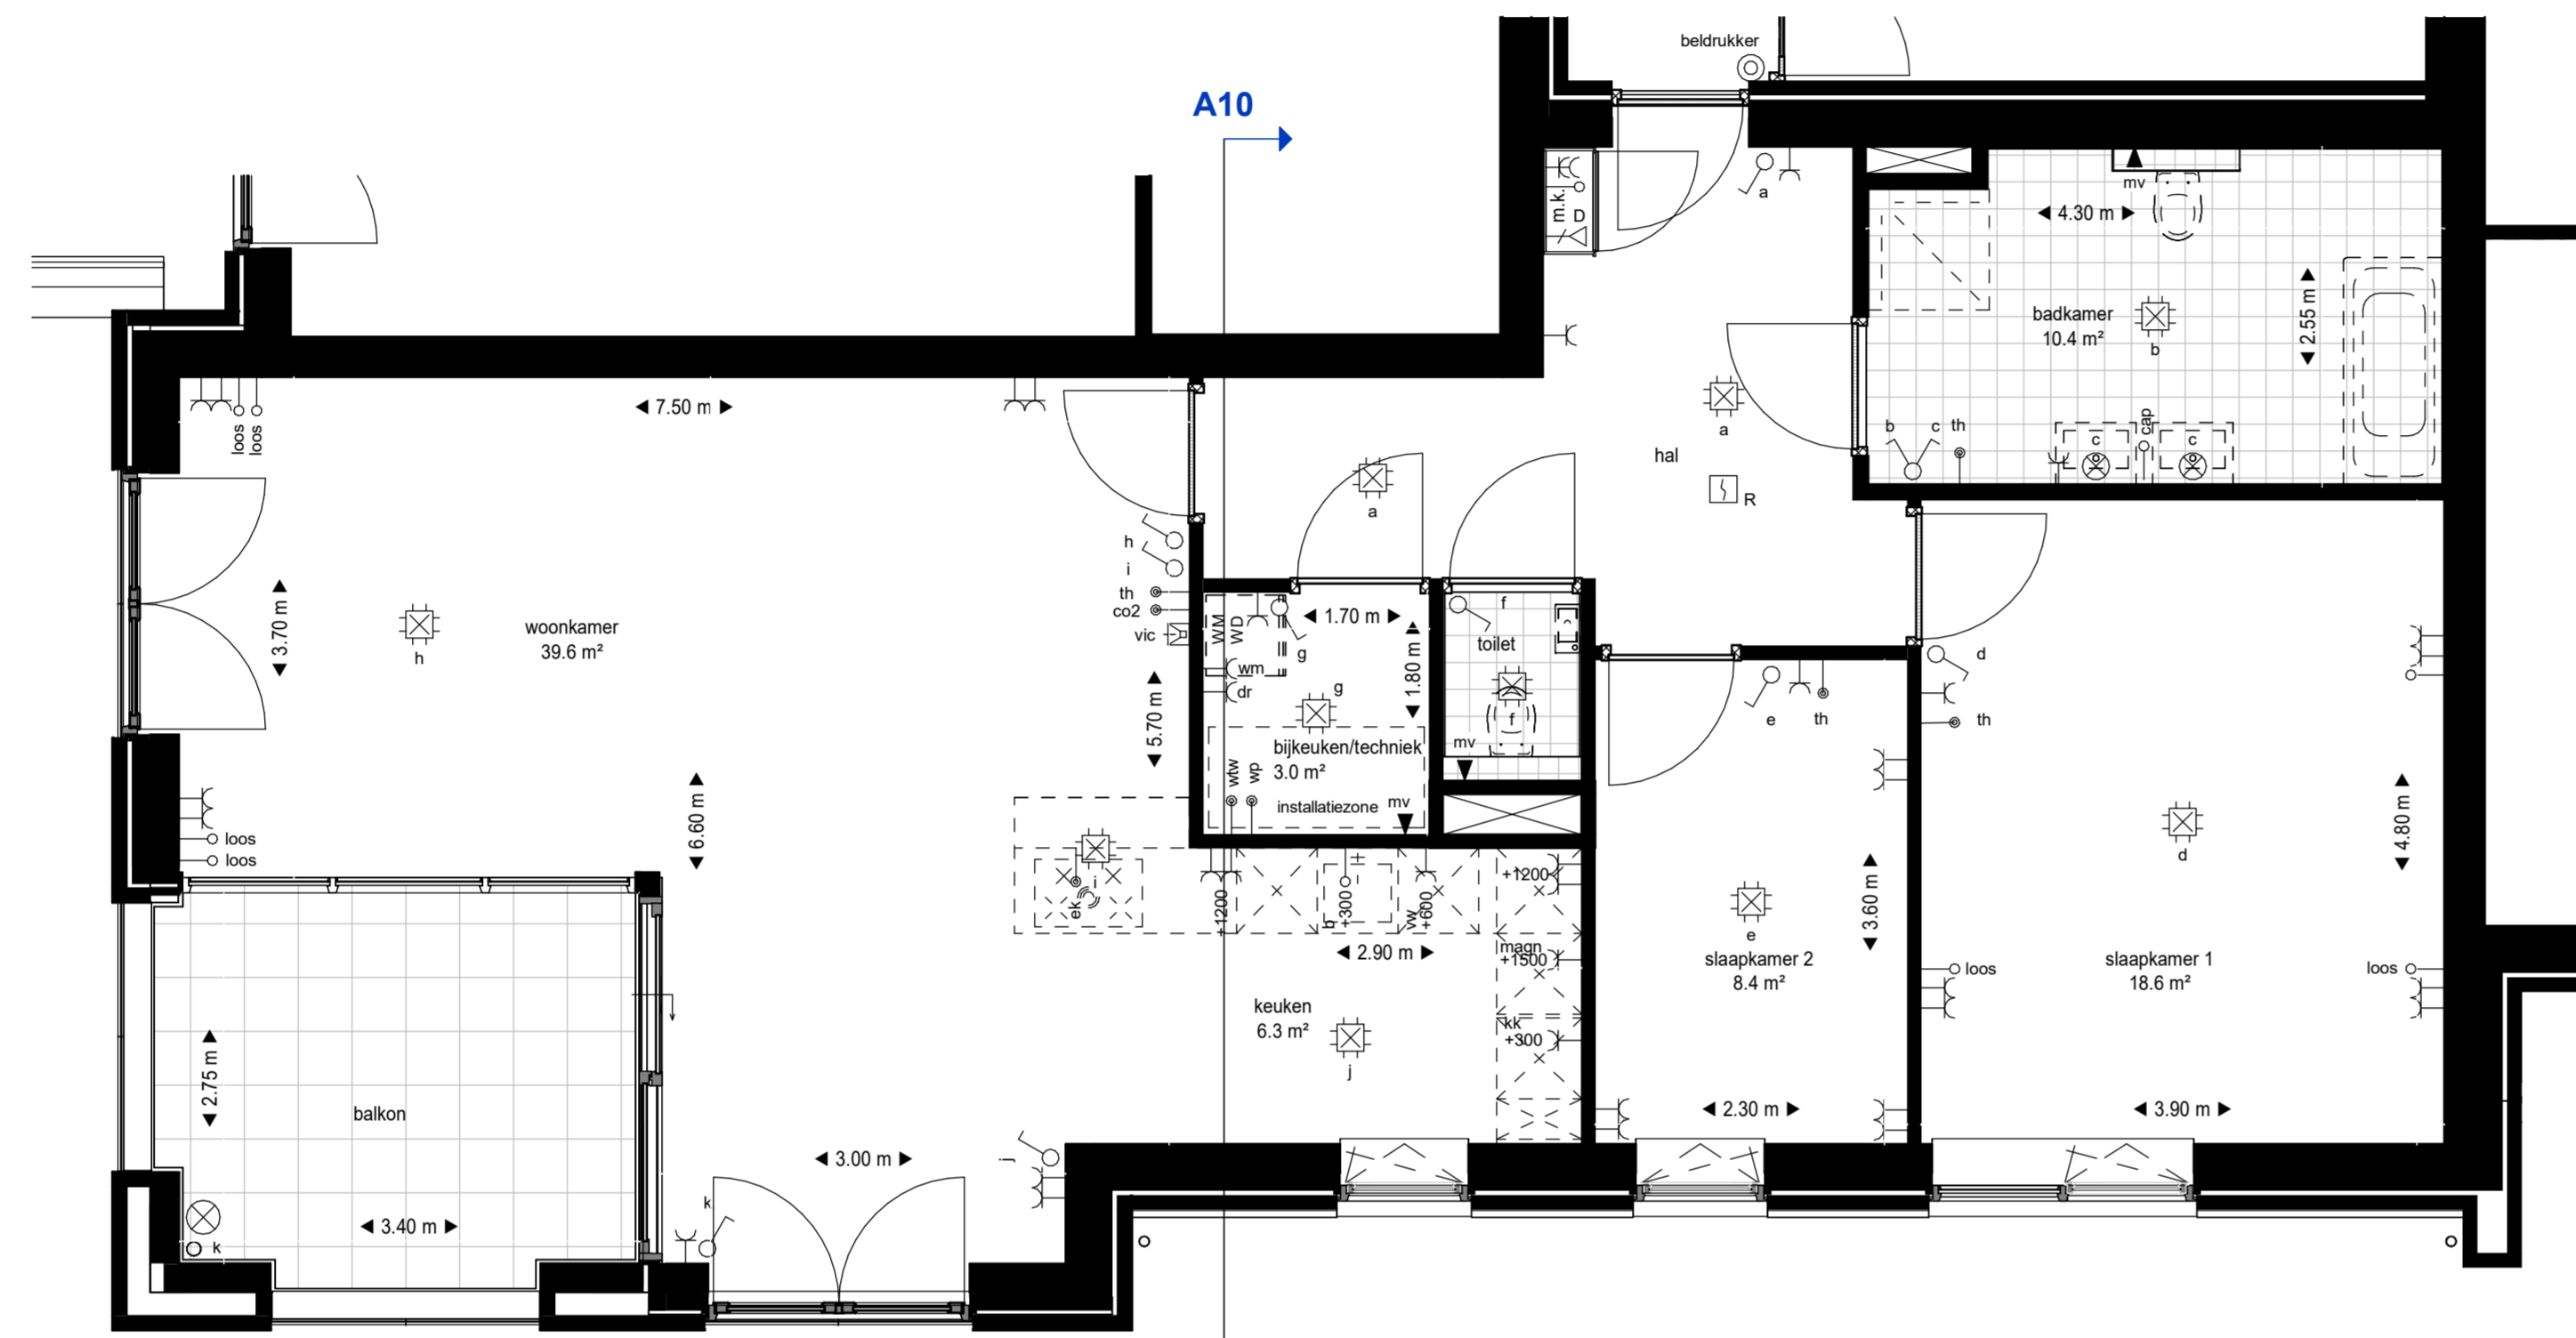 beldrukker
A10
a
m.k.
D
mv
4.30 m
badkamer
10.4 m²
b
2.55 m
b
c
th
c
cap
c
loos
loos
7.50 m
a
a
hal
R
h
i
th
co2
vic
3.70 m
h
woonkamer
39.6 m²
5.70 m
6.60 m
WM
WD
1.70 m
g
wm
dr
g
1.80 m
bijkeuken/techniek
3.0 m²
wtw
wp
installatiezone
mv
f
toilet
f
mv
d
th
e
th
loos
loos
4.80 m
d
3.60 m
e
slaapkamer 2
8.4 m²
slaapkamer 1
18.6 m²
loos
loos
i
ek
+1200
+300
vw
+600
+1200
magn
+1500
kk
+300
2.90 m
keuken
6.3 m²
j
2.30 m
3.90 m
2.75 m
balkon
3.40 m
k
3.00 m
j
k